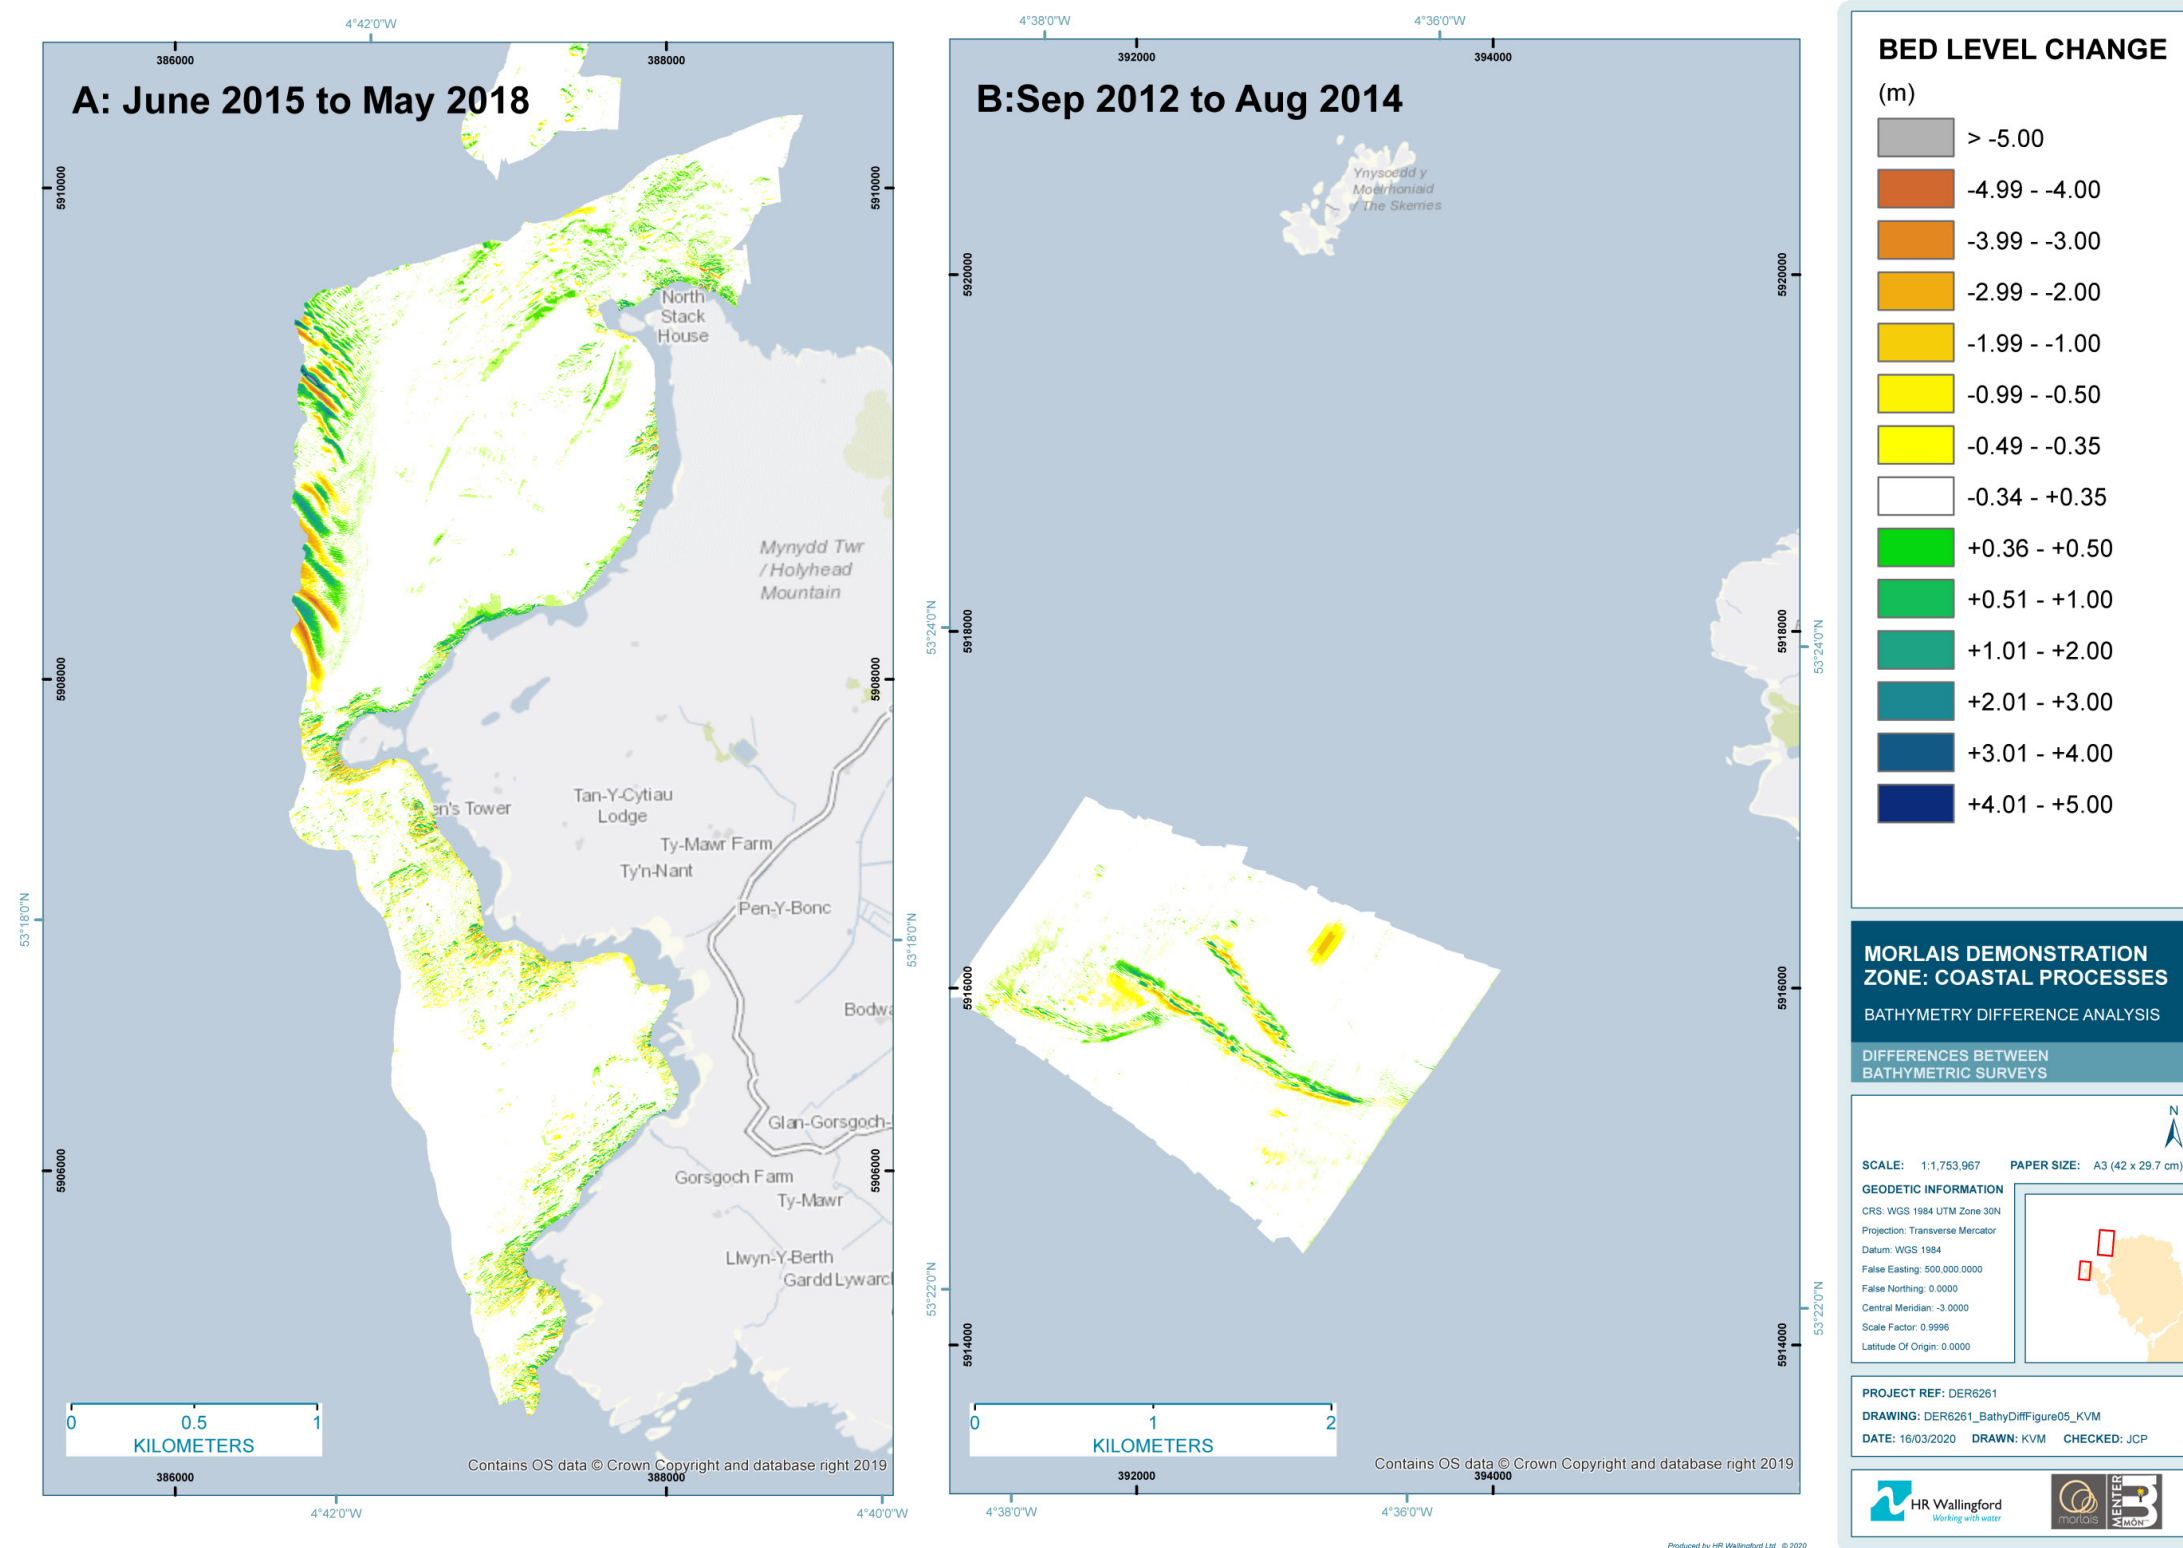 4°42'0"W
4°38'0"W
4°36'0"W
386000
388000
392000
394000
A: June 2015 to May 2018
B:Sep 2012 to Aug 2014
5910000
5910000
5908000
5908000
5906000
5906000
53°18'0"N
53°18'0"N
North
Stack
House
Mynydd Twr
/ Holyhead
Mountain
en's Tower
Tan-Y-Cytiau
Lodge
Ty-Mawr Farm
Ty'n-Nant
Pen-Y-Bonc
Bodwa
Glan-Gorsgoch-
Gorsgoch Farm
Ty-Mawr
Llwyn-Y-Berth
Gardd Lywarc
0 0.5 1
KILOMETERS
Contains OS data © Crown Copyright and database right 2019
386000
388000
4°42'0"W
4°40'0"W
Ynysoedd y
Moelrhoniaid
/ The Skerries
5920000
5920000
5918000
5918000
5916000
5916000
5914000
5914000
53°24'0"N
53°24'0"N
53°22'0"N
53°22'0"N
0 1 2
KILOMETERS
Contains OS data © Crown Copyright and database right 2019
392000
394000
4°38'0"W
4°36'0"W
Produced by HR Wallingford Ltd. © 2020
BED LEVEL CHANGE
(m)
> -5.00
-4.99 - -4.00
-3.99 - -3.00
-2.99 - -2.00
-1.99 - -1.00
-0.99 - -0.50
-0.49 - -0.35
-0.34 - +0.35
+0.36 - +0.50
+0.51 - +1.00
+1.01 - +2.00
+2.01 - +3.00
+3.01 - +4.00
+4.01 - +5.00
MORLAIS DEMONSTRATION
ZONE: COASTAL PROCESSES
BATHYMETRY DIFFERENCE ANALYSIS
DIFFERENCES BETWEEN
BATHYMETRIC SURVEYS
N
SCALE: 1:1,753,967 PAPER SIZE: A3 (42 x 29.7 cm)
GEODETIC INFORMATION
CRS: WGS 1984 UTM Zone 30N
Projection: Transverse Mercator
Datum: WGS 1984
False Easting: 500,000.0000
False Northing: 0.0000
Central Meridian: -3.0000
Scale Factor: 0.9996
Latitude Of Origin: 0.0000
PROJECT REF: DER6261
DRAWING: DER6261_BathyDiffFigure05_KVM
DATE: 16/03/2020 DRAWN: KVM CHECKED: JCP
HR Wallingford
Working with water
morlais
MENTER
MÔN